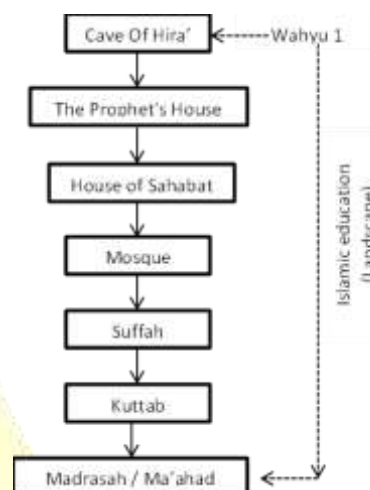 Cave Of Hira’
Wahyu 1
The Prophet's House
House of Sahabat
Mosque
Suffah
Kuttab
Madrasah / Ma’ahad
Islamic education
(Landscape)